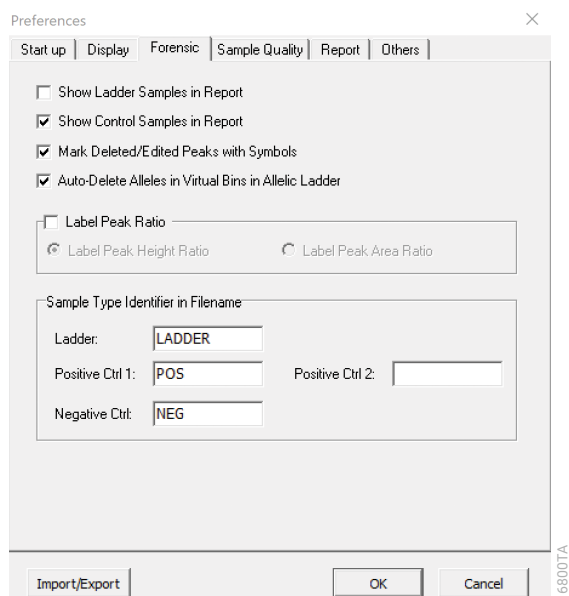 Preferences
Start up Display Forensic Sample Quality Report Others
Show Ladder Samples in Report
Show Control Samples in Report
Mark Deleted/Edited Peaks with Symbols
Auto-Delete Alleles in Virtual Bins in Allelic Ladder
Label Peak Ratio
Label Peak Height Ratio Label Peak Area Ratio
Sample Type Identifier in Filename
Ladder: LADDER
Positive Ctrl 1: POS Positive Ctrl 2:
Negative Ctrl: NEG
Import/Export OK Cancel
6800TA